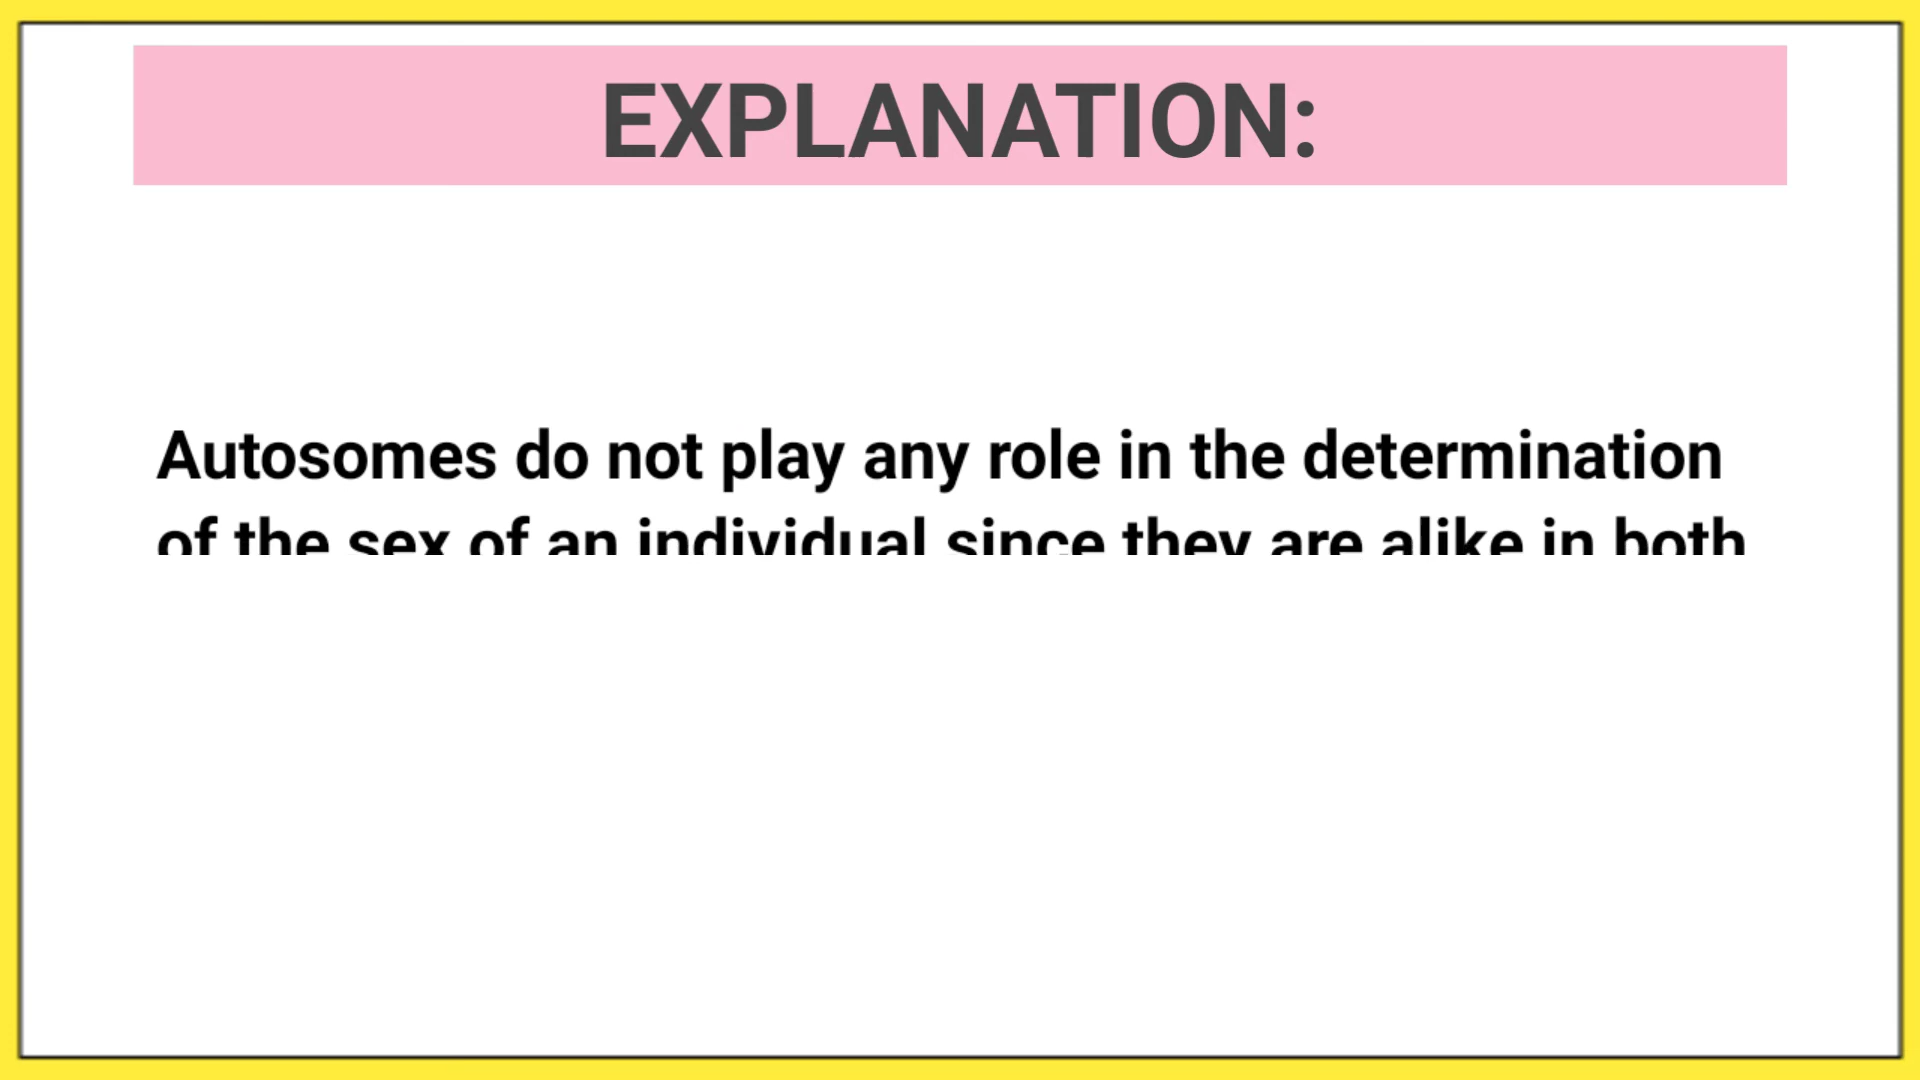 EXPLANATION:
Autosomes do not play any role in the determination
of the sex of an individual since they are alike in both